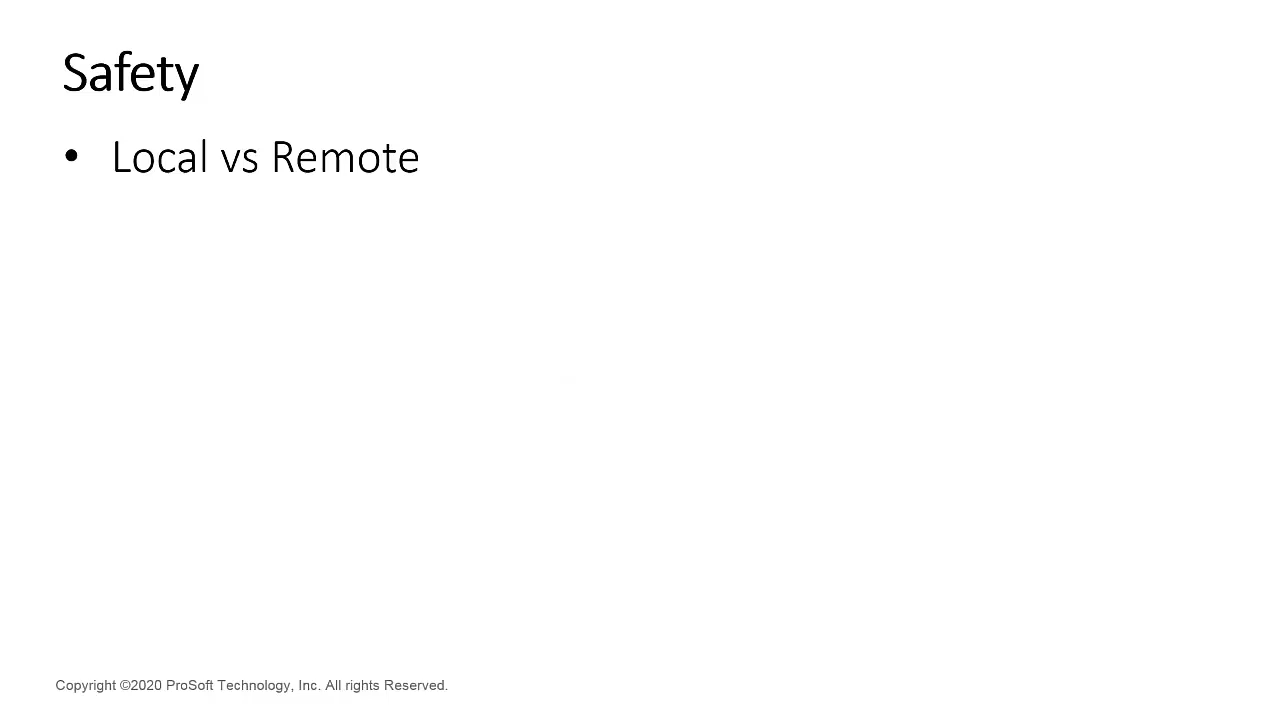 Safety
• Local vs Remote
Copyright ©2020 ProSoft Technology, Inc. All rights Reserved.